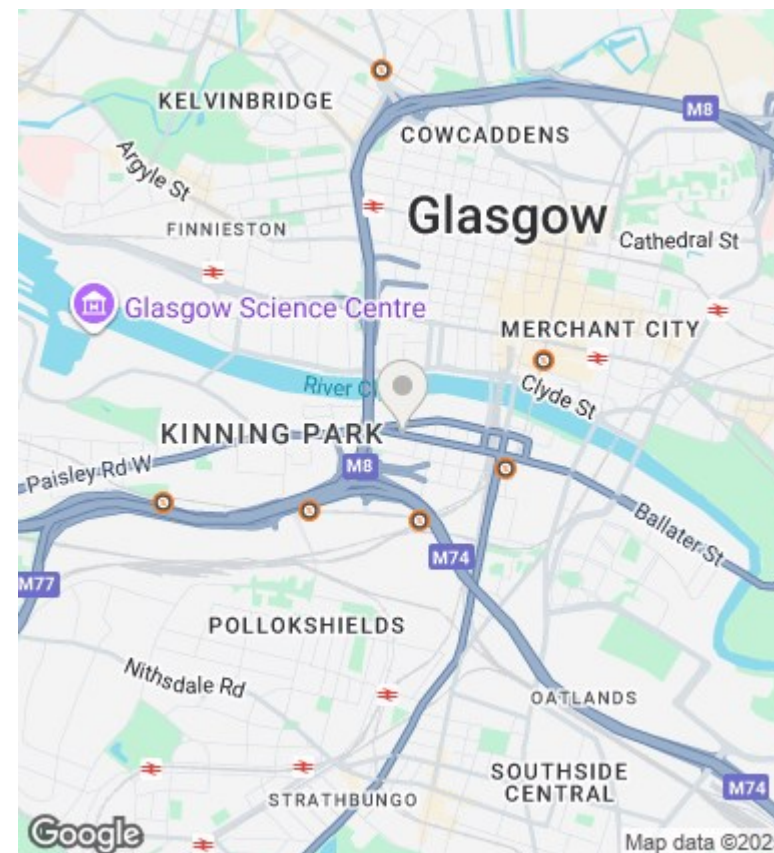 KELVINBRIDGE
M8
COWCADDENS
Argyle St
Glasgow
FINNIESTON
Cathedral St
Glasgow Science Centre
MERCHANT CITY
River
Clyde St
KINNING PARK
M8
Paisley Rd W
Ballater St
M74
M77
POLLOKSHIELDS
Nithsdale Rd
OATLANDS
SOUTHSIDE
CENTRAL
M74
STRATHBUNGO
Google
Map data ©202